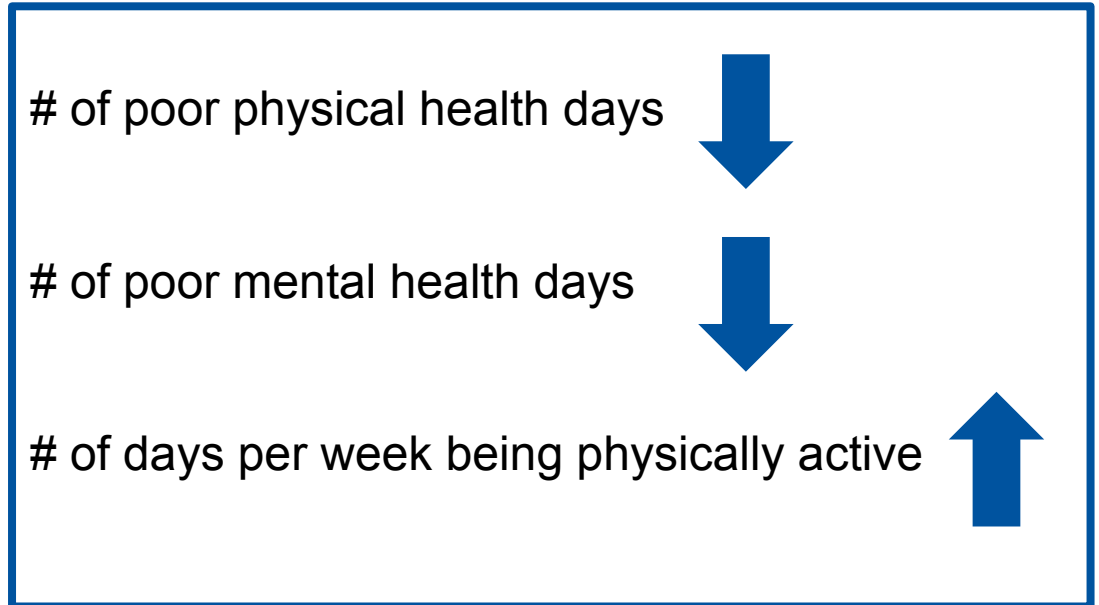 # of poor physical health days
# of poor mental health days
# of days per week being physically active